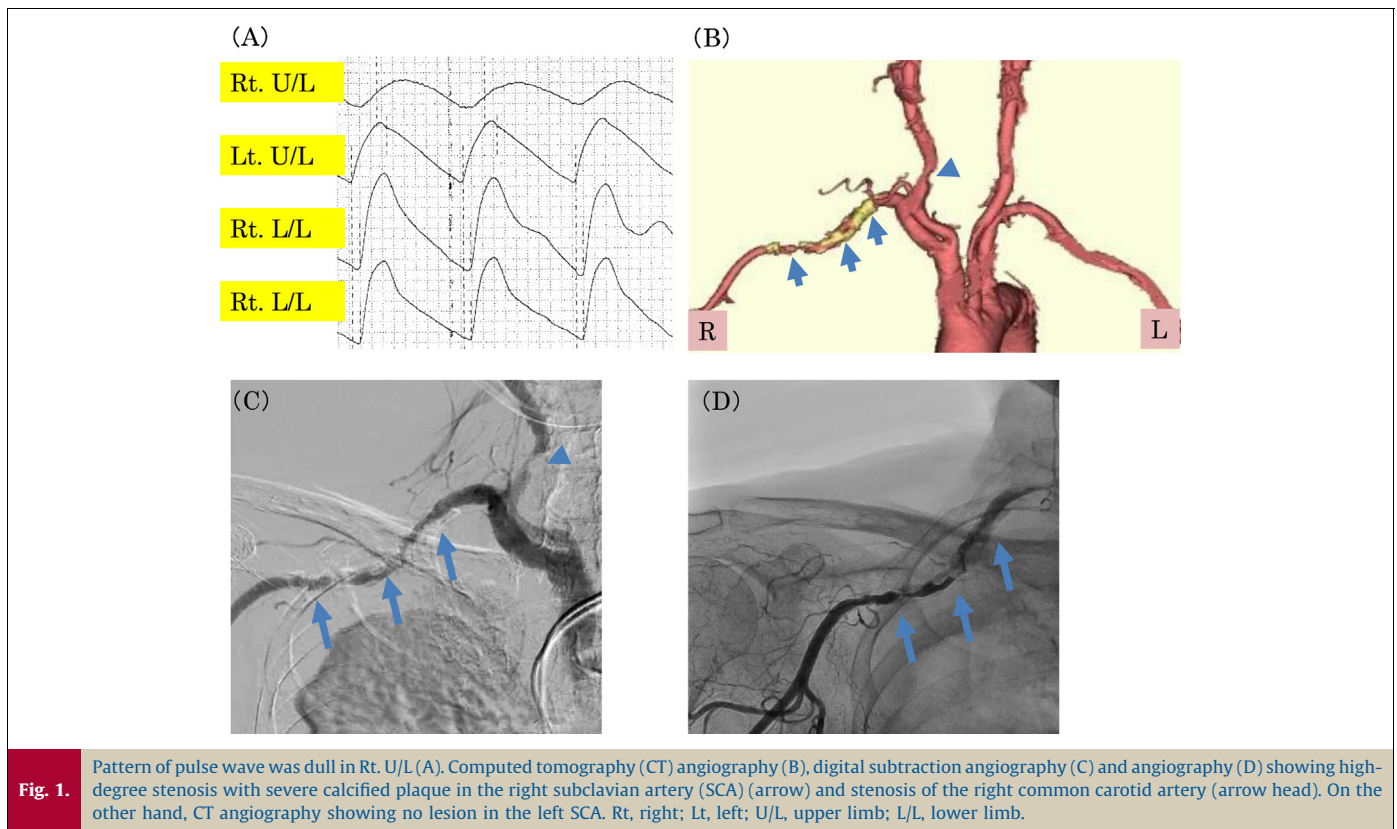 (A)
(B)
Rt. U/L
Lt. U/L
Rt. L/L
Rt. L/L
R
L
(C)
(D)
Fig. 1.
Pattern of pulse wave was dull in Rt. U/L (A). Computed tomography (CT) angiography (B), digital subtraction angiography (C) and angiography (D) showing high-
degree stenosis with severe calcified plaque in the right subclavian artery (SCA) (arrow) and stenosis of the right common carotid artery (arrow head). On the
other hand, CT angiography showing no lesion in the left SCA. Rt, right; Lt, left; U/L, upper limb; L/L, lower limb.